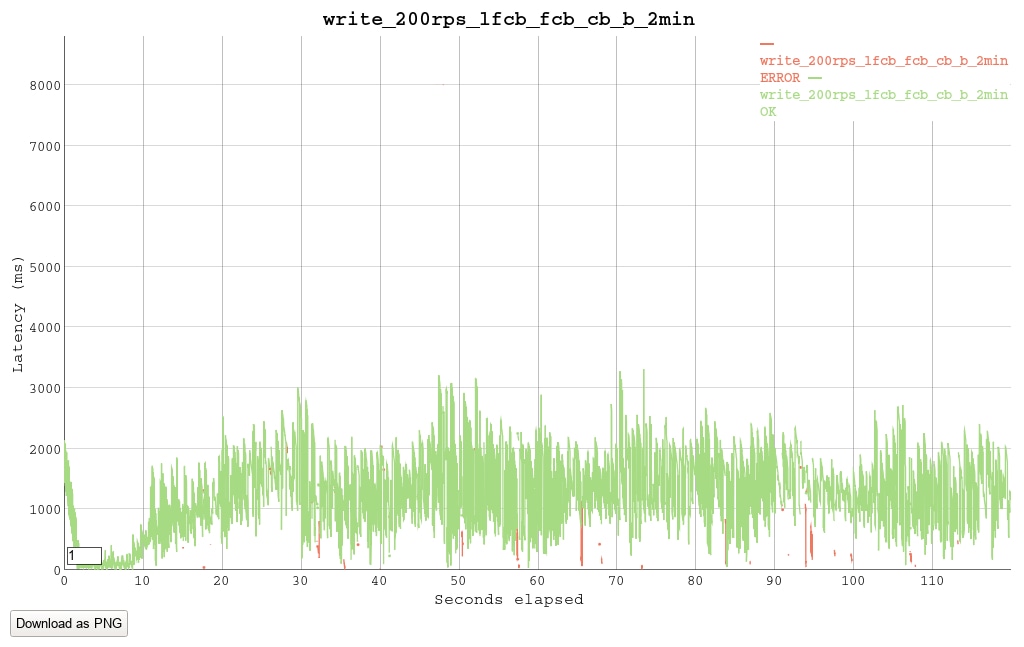 write_200rps_lfcb_fcb_cb_b_2min
write_200rps_lfcb_fcb_cb_b_2min
ERROR
write_200rps_lfcb_fcb_cb_b_2min
OK
Latency (ms)
8000
7000
6000
5000
4000
3000
2000
1000
0
1
0 10 20 30 40 50 60 70 80 90 100 110
Seconds elapsed
Download as PNG